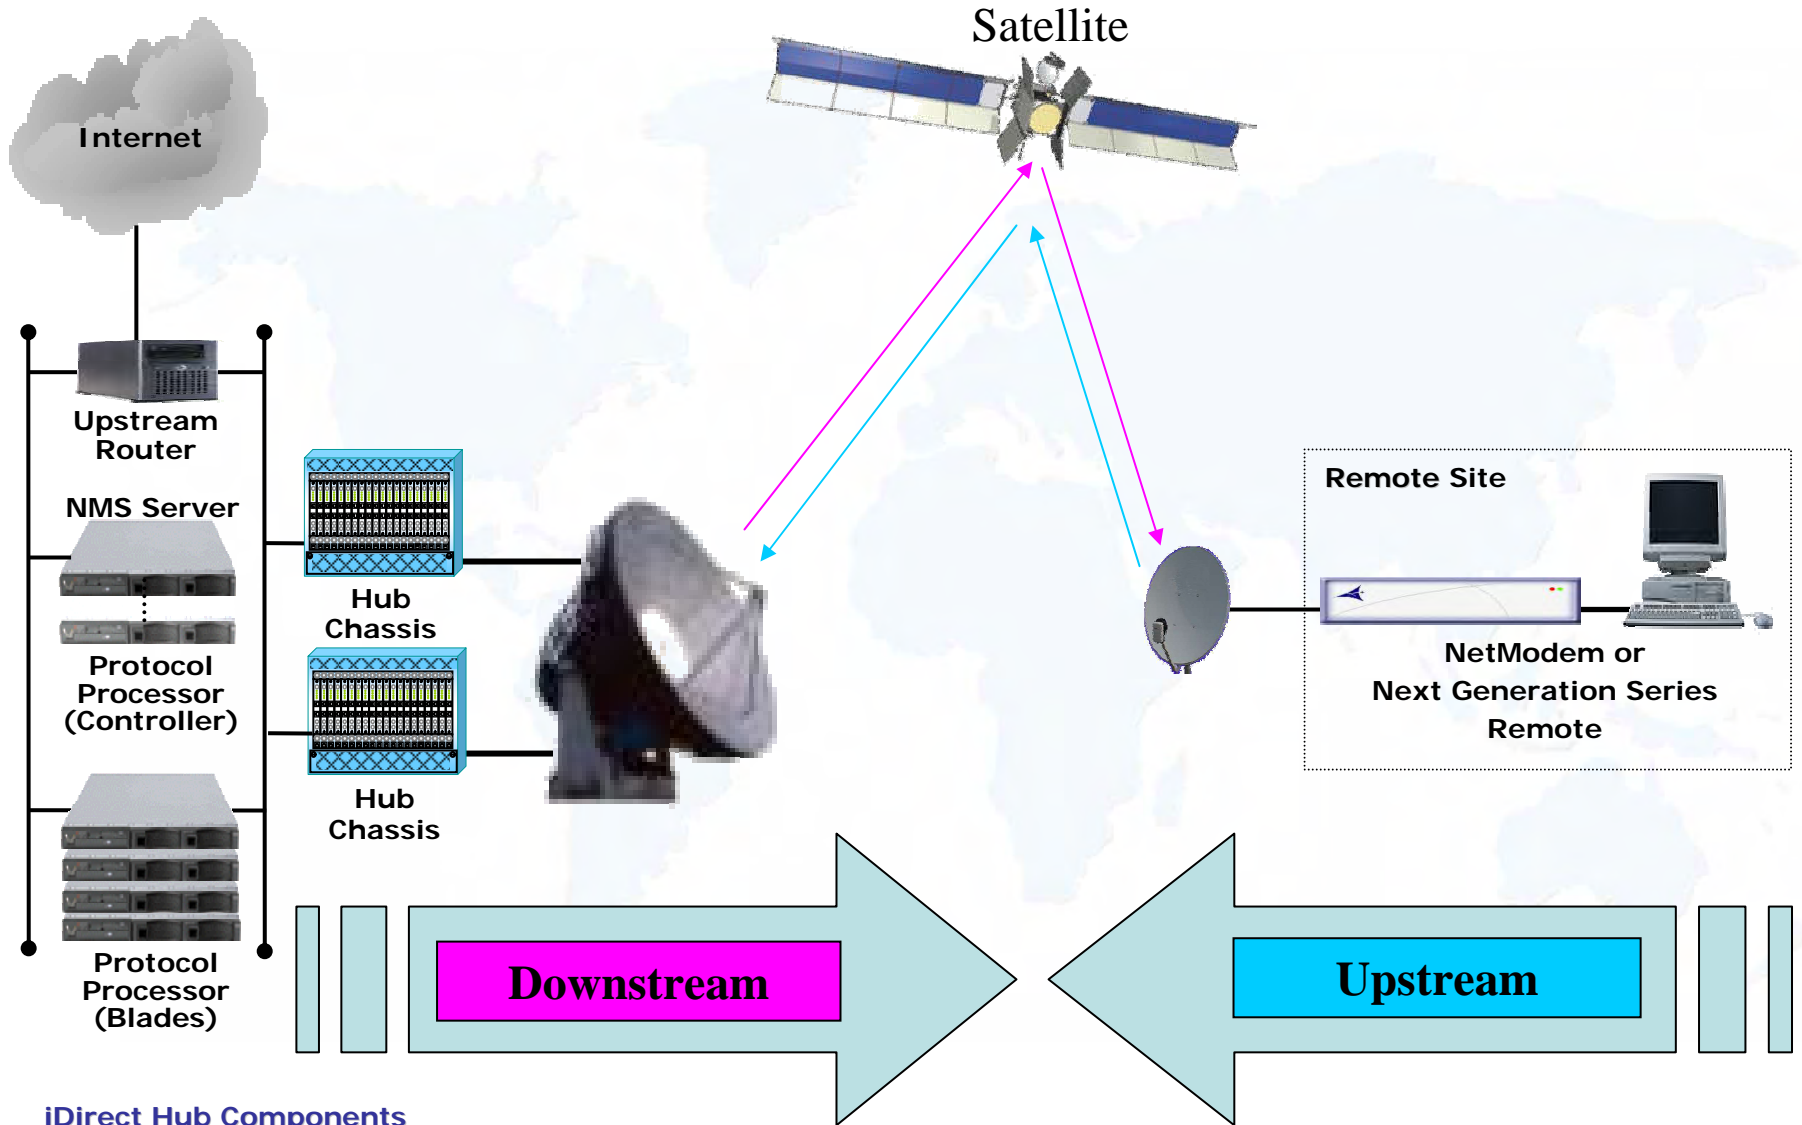 Satellite
Internet
Upstream
Router
NMS Server
Protocol
Processor
(Controller)
Protocol
Processor
(Blades)
Hub
Chassis
Hub
Chassis
Remote Site
NetModem or
Next Generation Series
Remote
Downstream
Upstream
iDirect Hub Components